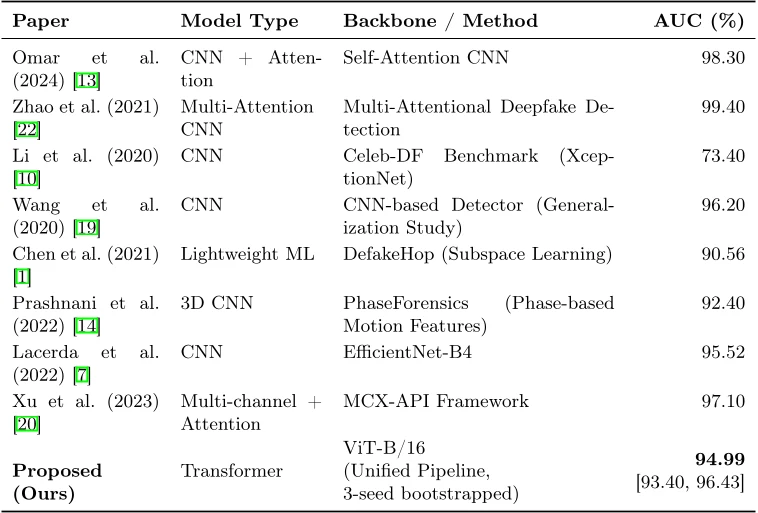 Paper Model Type Backbone / Method AUC (%)
Omar et al. CNN + Atten- Self-Attention CNN 98.30
(2024) [13] tion
Zhao et al. (2021) Multi-Attention Multi-Attentional Deepfake De- 99.40
[22] CNN tection
Li et al. (2020) CNN Celeb-DF Benchmark (Xcep- 73.40
[10] tionNet)
Wang et al. CNN CNN-based Detector (General- 96.20
(2020) [19] ization Study)
Chen et al. (2021) Lightweight ML DefakeHop (Subspace Learning) 90.56
[1]
Prashnani et al. 3D CNN PhaseForensics (Phase-based 92.40
(2022) [14] Motion Features)
Lacerda et al. CNN EfficientNet-B4 95.52
(2022) [7]
Xu et al. (2023) Multi-channel + MCX-API Framework 97.10
[20] Attention
ViT-B/16 94.99
Proposed Transformer (Unified Pipeline, [93.40, 96.43]
(Ours) 3-seed bootstrapped)